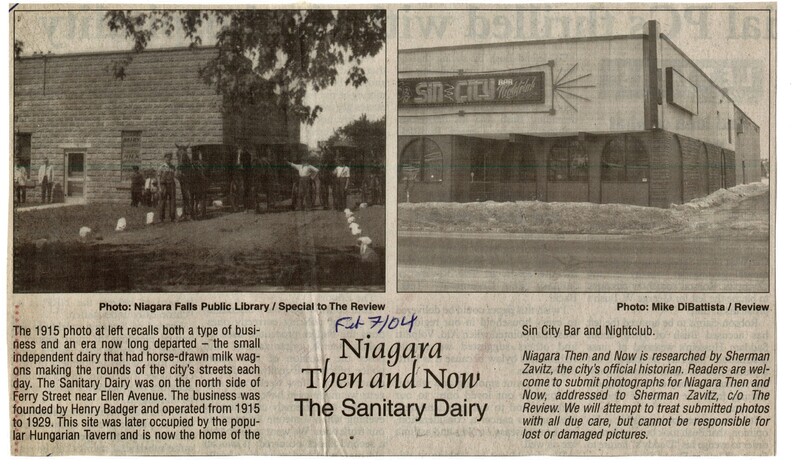 SIN CITY BAR Nightclub
Photo: Niagara Falls Public Library / Special to The Review
Photo: Mike DiBattista / Review
The 1915 photo at left recalls both a type of busi-
ness and an era now long departed – the small
independent dairy that had horse-drawn milk wag-
ons making the rounds of the city's streets each
day. The Sanitary Dairy was on the north side of
Ferry Street near Ellen Avenue. The business was
founded by Henry Badger and operated from 1915
to 1929. This site was later occupied by the popu-
lar Hungarian Tavern and is now the home of the
Feb 7/04
Niagara
Then and Now
The Sanitary Dairy
Sin City Bar and Nightclub.
Niagara Then and Now is researched by Sherman
Zavitz, the city's official historian. Readers are wel-
come to submit photographs for Niagara Then and
Now, addressed to Sherman Zavitz, c/o The
Review. We will attempt to treat submitted photos
with all due care, but cannot be responsible for
lost or damaged pictures.